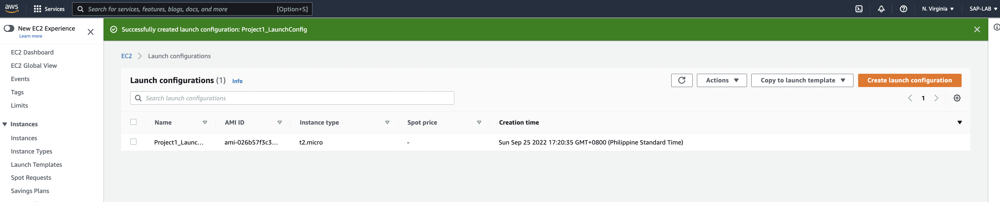 aws
Services
Search for services, features, blogs, docs, and more
[Option+S]
N. Virginia
SAP-LAB
New EC2 Experience
Learn more
Successfully created launch configuration: Project1_LaunchConfig
EC2 Dashboard
EC2 Global View
Events
Tags
Limits
Instances
Instances
Instance Types
Launch Templates
Spot Requests
Savings Plans
EC2 > Launch configurations
Launch configurations (1) Info
Actions
Copy to launch template
Create launch configuration
Search launch configurations
1
Name AMI ID Instance type Spot price Creation time
Project1_Launc... ami-026b57f3c3... t2.micro - Sun Sep 25 2022 17:20:35 GMT+0800 (Philippine Standard Time)